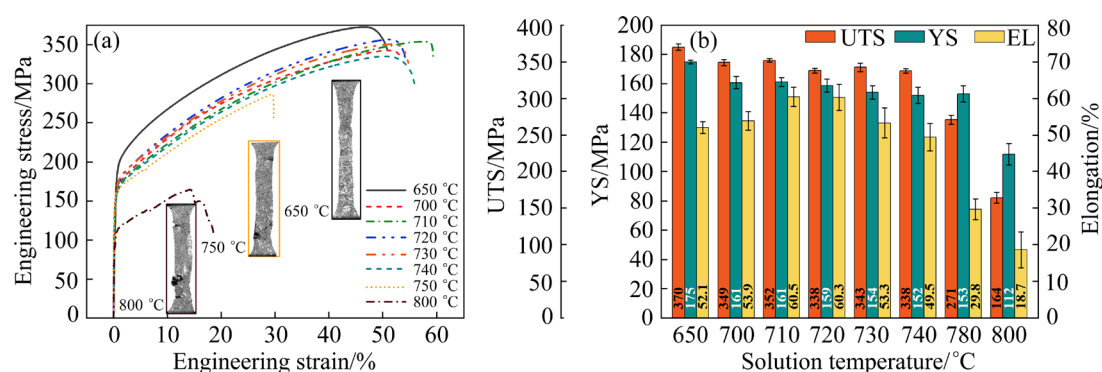 (a)
Engineering stress/MPa
350
300
250
200
150
100
50
0
0 10 20 30 40 50 60
Engineering strain/%
650 °C
700 °C
710 °C
720 °C
730 °C
740 °C
750 °C
800 °C
650 °C
750 °C
800 °C
UTS/MPa
400
350
300
250
200
150
100
50
0
YS/MPa
200
180
160
140
120
100
80
60
40
20
0
(b)
UTS YS EL
370 175 52.1
349 161 53.9
352 161 60.5
338 159 60.3
343 154 53.3
338 152 49.5
271 153 29.8
164 112 18.7
650 700 710 720 730 740 780 800
Solution temperature/°C
80
70
60
50
40
30
20
10
0
Elongation/%